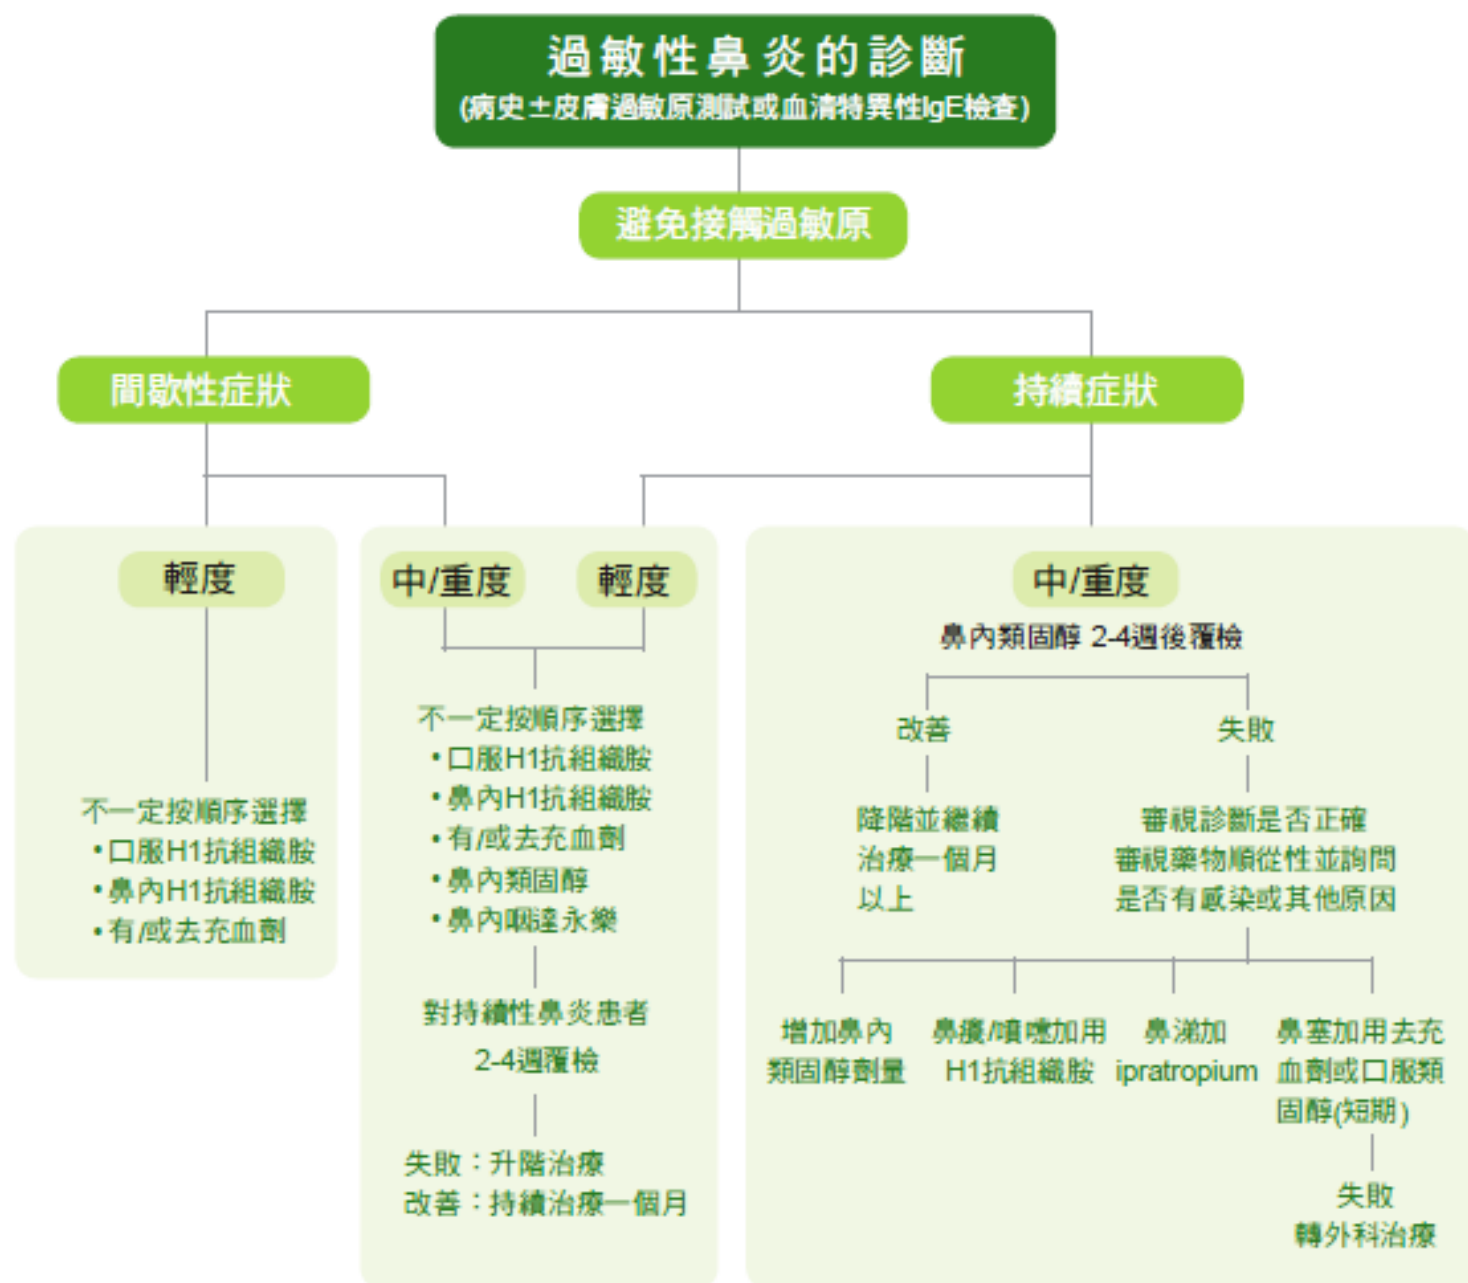 過敏性鼻炎的診斷
(病史±皮膚過敏原測試或血清特異性IgE檢查)
避免接觸過敏原
間歇性症狀
持續症狀
輕度
不一定按順序選擇
•口服H1抗組織胺
•鼻內H1抗組織胺
•有/或去充血劑
中/重度
輕度
不一定按順序選擇
•口服H1抗組織胺
•鼻內H1抗組織胺
•有/或去充血劑
•鼻內類固醇
•鼻內咽達永樂
對持續性鼻炎患者
2-4週覆檢
失敗：升階治療
改善：持續治療一個月
中/重度
鼻內類固醇 2-4週後覆檢
改善
降階並繼續
治療一個月
以上
失敗
審視診斷是否正確
審視藥物順從性並詢問
是否有感染或其他原因
增加鼻內
類固醇劑量
鼻癢/噴嚏加用
H1抗組織胺
鼻涕加
ipratropium
鼻塞加用去充
血劑或口服類
固醇(短期)
失敗
轉外科治療